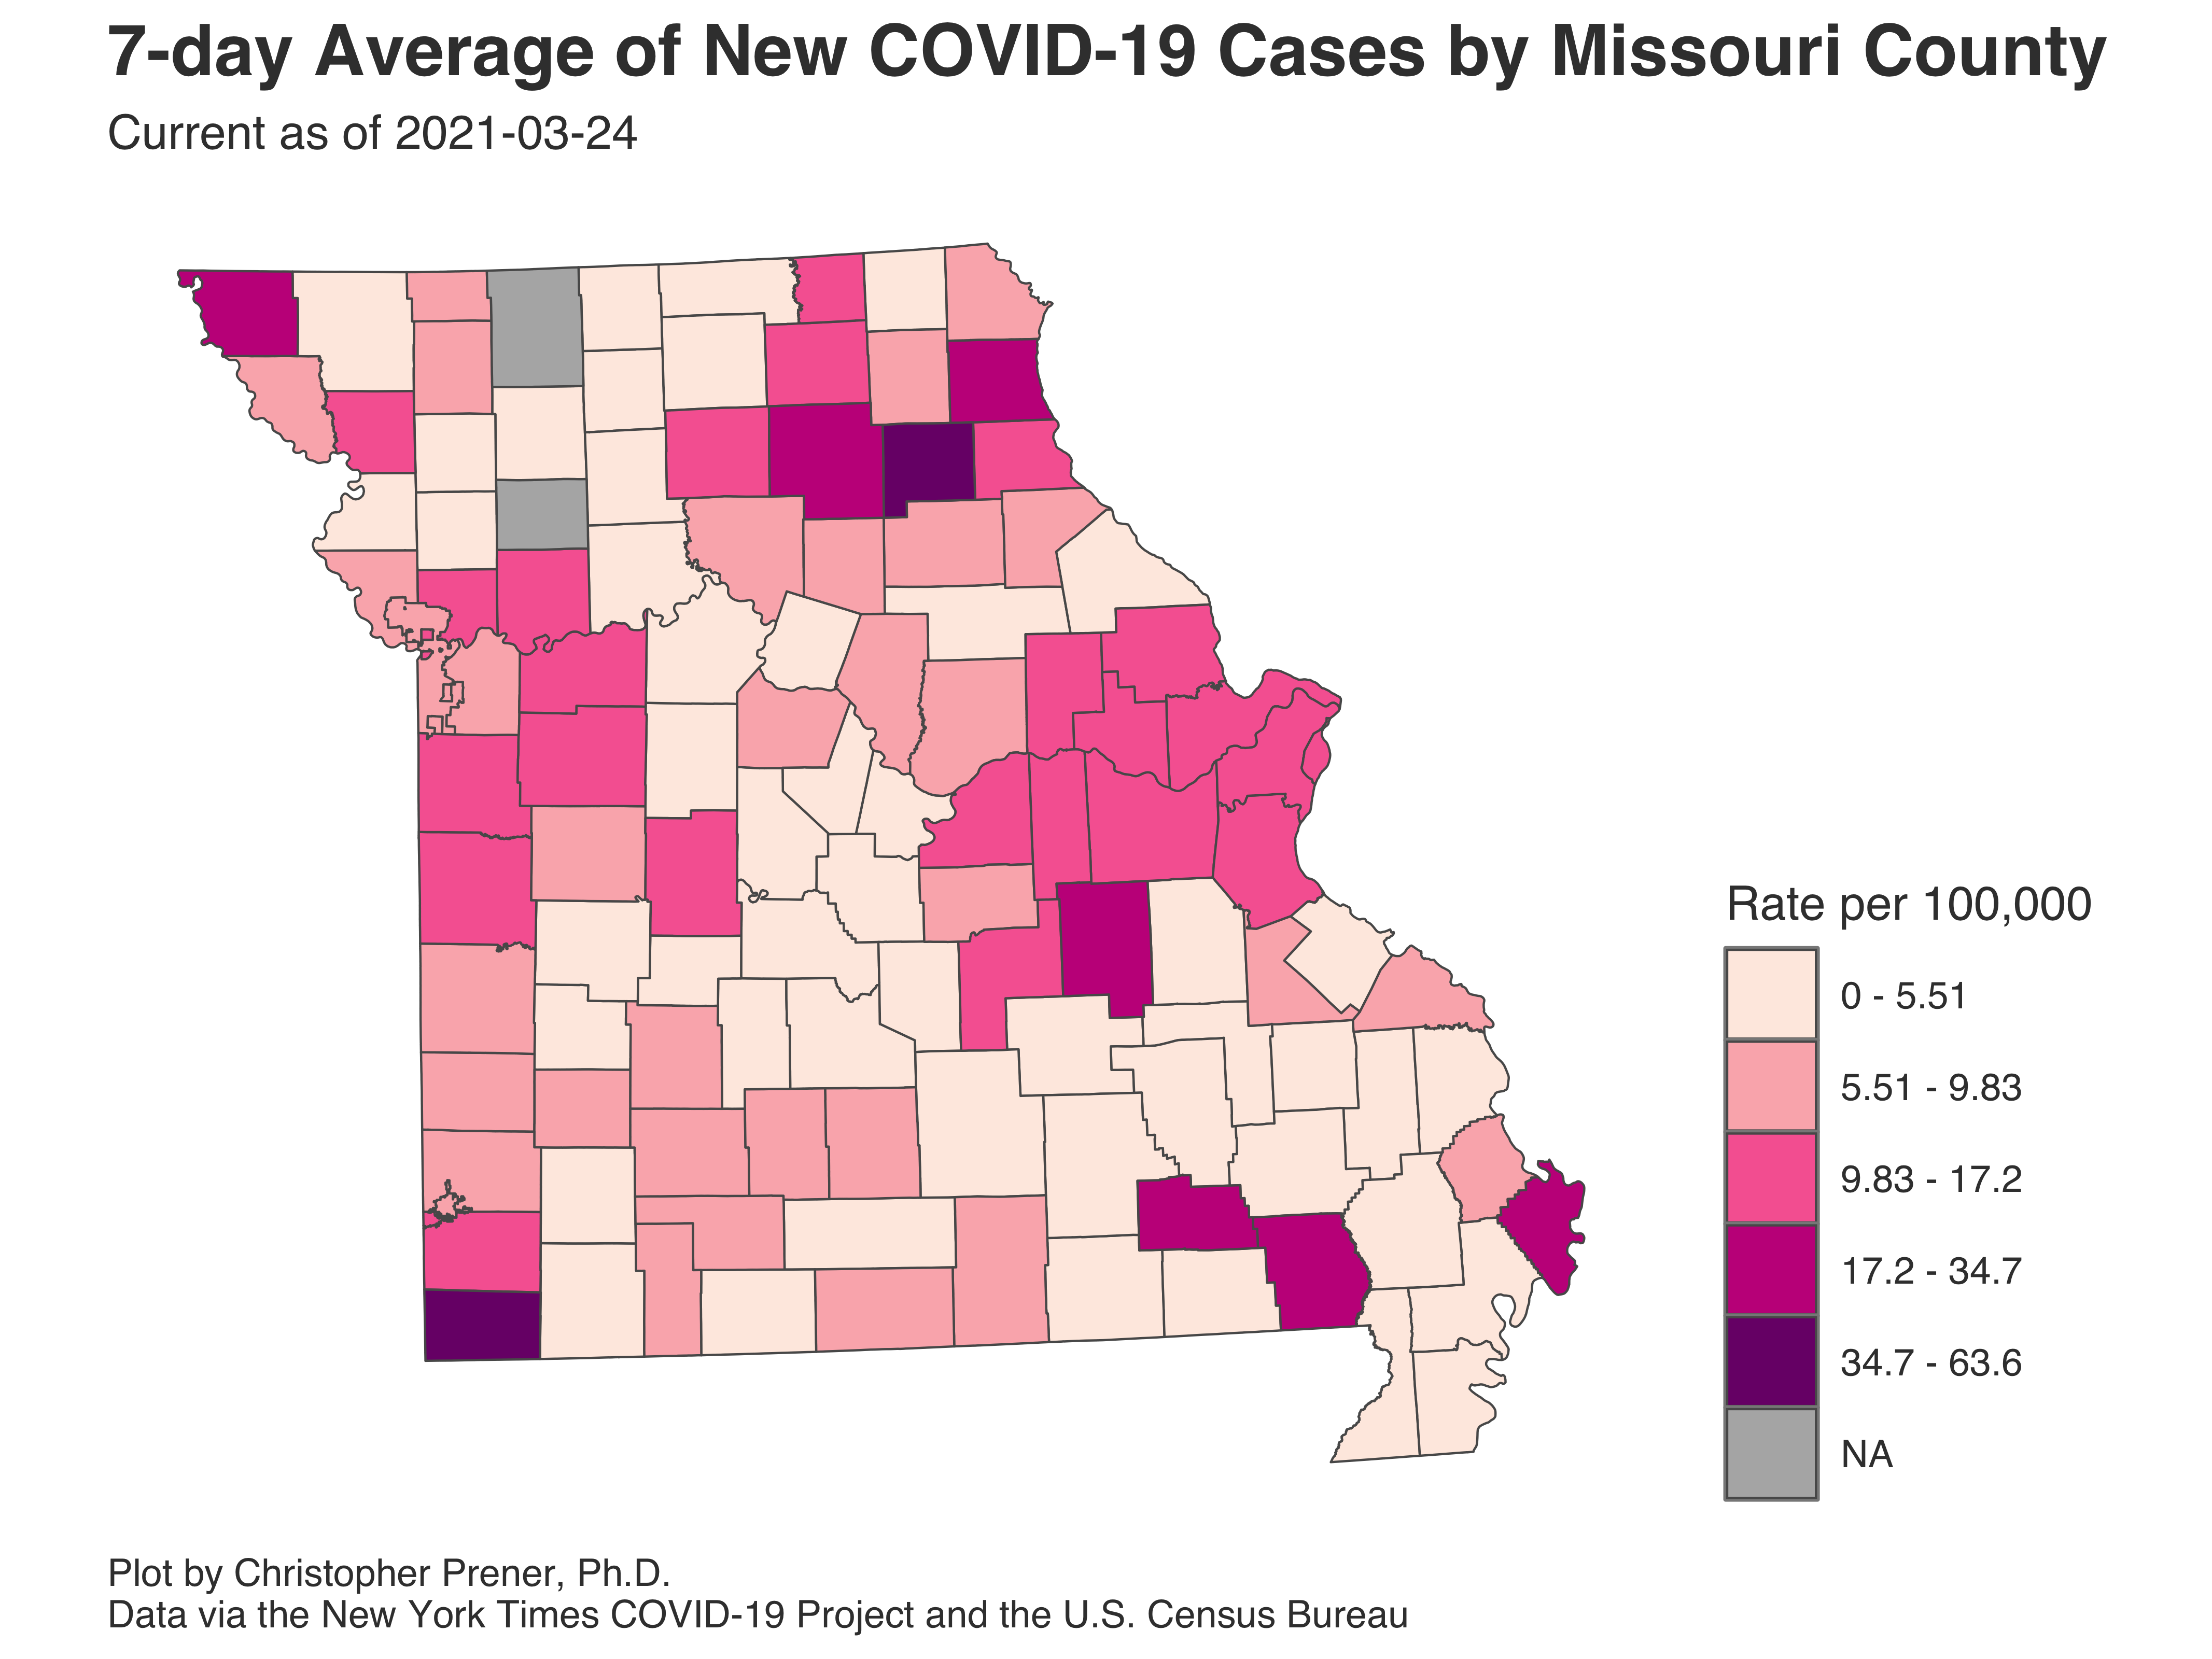 7-day Average of New COVID-19 Cases by Missouri County
Current as of 2021-03-24
Rate per 100,000
0 - 5.51
5.51 - 9.83
9.83 - 17.2
17.2 - 34.7
34.7 - 63.6
NA
Plot by Christopher Prener, Ph.D.
Data via the New York Times COVID-19 Project and the U.S. Census Bureau